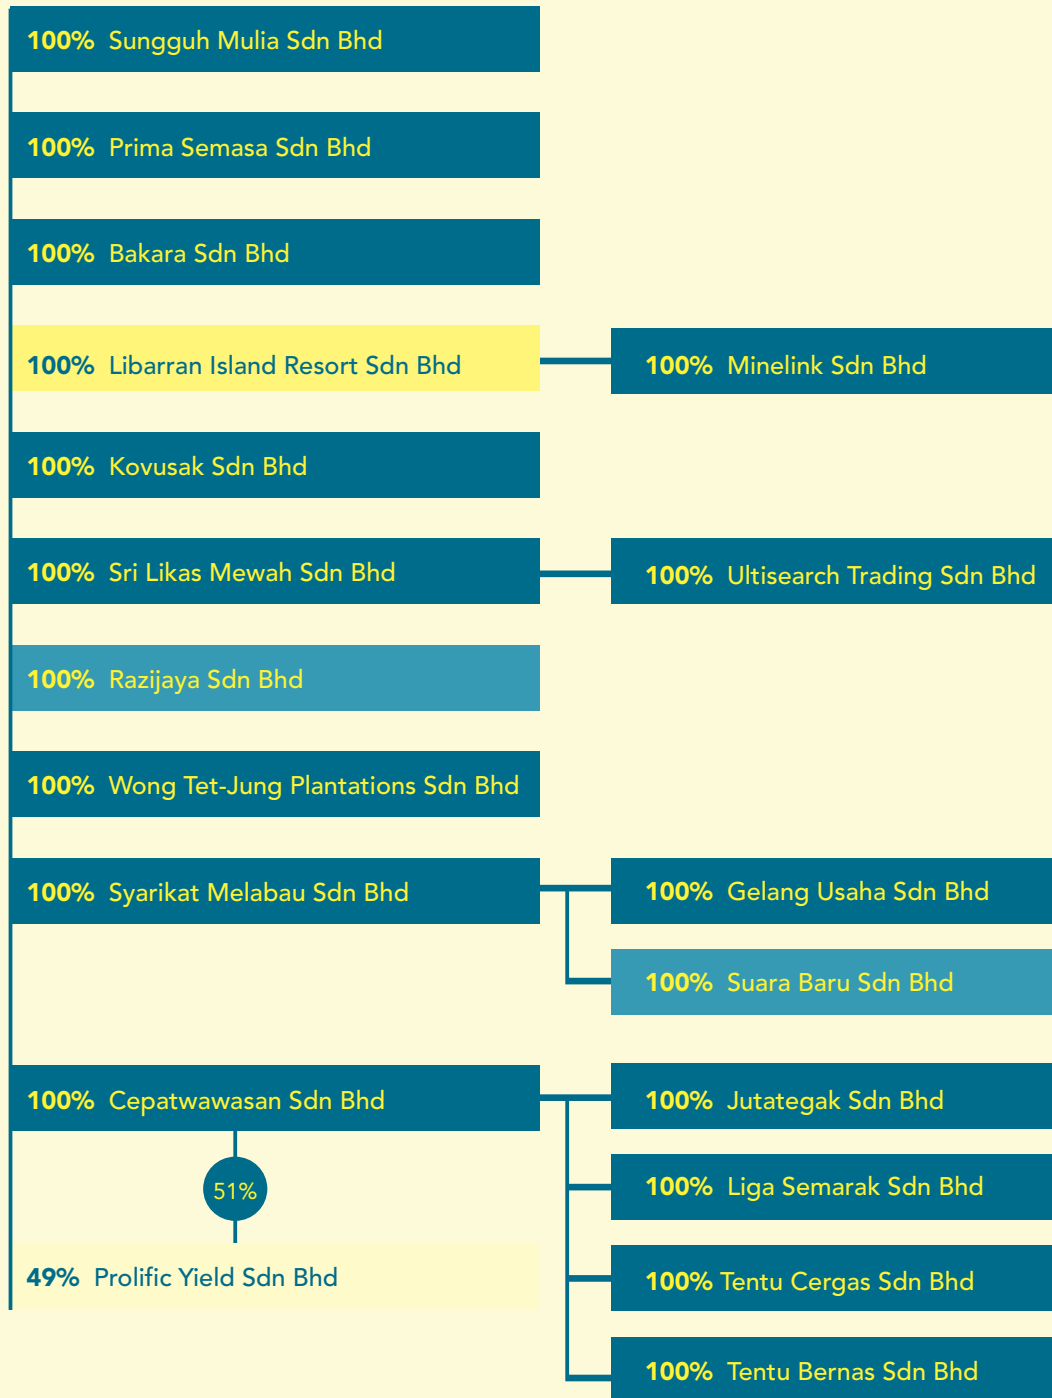 100% Sungguh Mulia Sdn Bhd
100% Prima Semasa Sdn Bhd
100% Bakara Sdn Bhd
100% Libarran Island Resort Sdn Bhd
100% Minelink Sdn Bhd
100% Kovusak Sdn Bhd
100% Sri Likas Mewah Sdn Bhd
100% Ultisearch Trading Sdn Bhd
100% Razijaya Sdn Bhd
100% Wong Tet-Jung Plantations Sdn Bhd
100% Syarikat Melabau Sdn Bhd
100% Gelang Usaha Sdn Bhd
100% Suara Baru Sdn Bhd
100% Cepatwawasan Sdn Bhd
51%
49% Prolific Yield Sdn Bhd
100% Jutategak Sdn Bhd
100% Liga Semarak Sdn Bhd
100% Tentu Cergas Sdn Bhd
100% Tentu Bernas Sdn Bhd